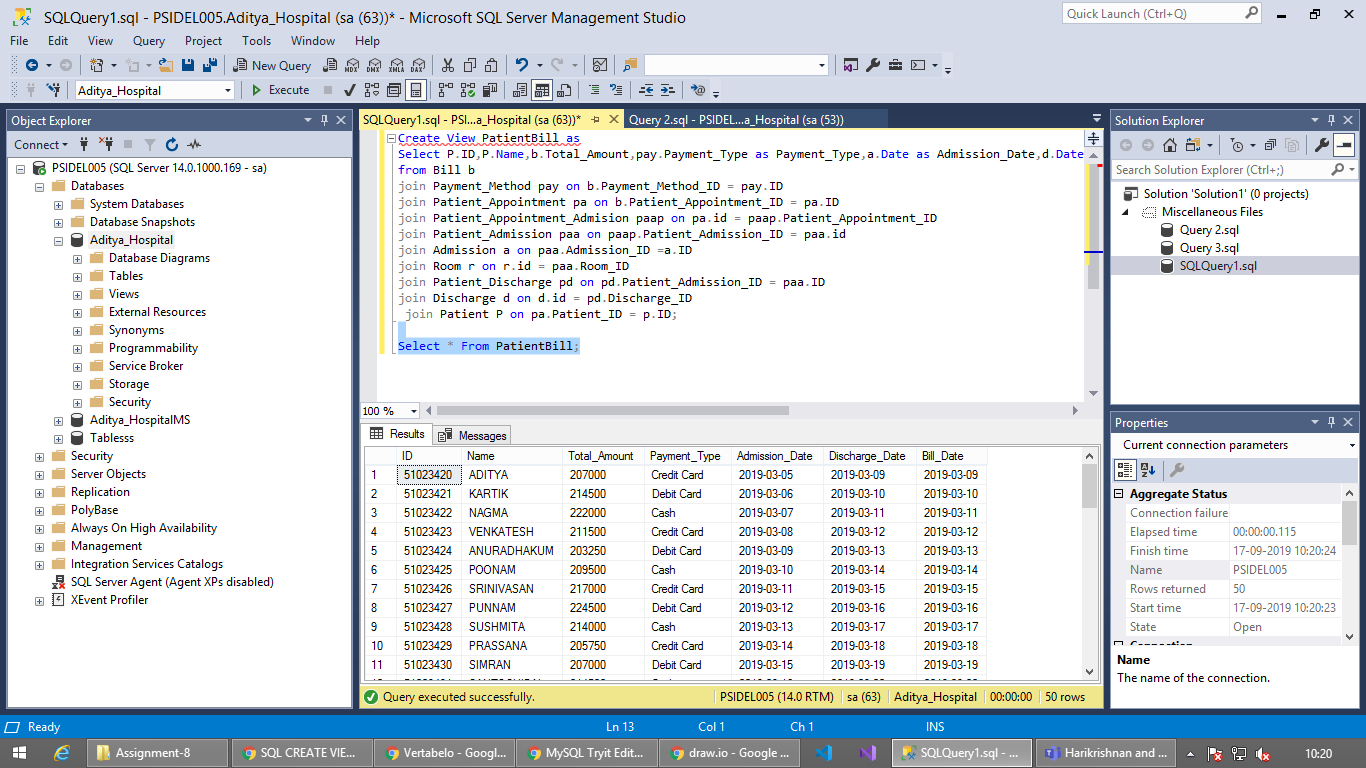 SQLQuery1.sql - PSIDEL005.Aditya_Hospital (sa (63))* - Microsoft SQL Server Management Studio
Quick Launch (Ctrl+Q)
File Edit View Query Project Tools Window Help
New Query MDX DMX XMLA DAX
Aditya_Hospital Execute
Object Explorer
Connect
PSIDEL005 (SQL Server 14.0.1000.169 - sa)
Databases
System Databases
Database Snapshots
Aditya_Hospital
Database Diagrams
Tables
Views
External Resources
Synonyms
Programmability
Service Broker
Storage
Security
Aditya_HospitalMS
Tablesss
Security
Server Objects
Replication
PolyBase
Always On High Availability
Management
Integration Services Catalogs
SQL Server Agent (Agent XPs disabled)
XEvent Profiler
SQLQuery1.sql - PSI...a_Hospital (sa (63))* Query 2.sql - PSIDEL...a_Hospital (sa (53))
Create View PatientBill as
Select P.ID,P.Name,b.Total_Amount,pay.Payment_Type as Payment_Type,a.Date as Admission_Date,d.Date
from Bill b
join Payment_Method pay on b.Payment_Method_ID = pay.ID
join Patient_Appointment pa on b.Patient_Appointment_ID = pa.ID
join Patient_Appointment_Admision paap on pa.id = paap.Patient_Appointment_ID
join Patient_Admission paa on paap.Patient_Admission_ID = paa.id
join Admission a on paa.Admission_ID =a.ID
join Room r on r.id = paa.Room_ID
join Patient_Discharge pd on pd.Patient_Admission_ID = paa.ID
join Discharge d on d.id = pd.Discharge_ID
join Patient P on pa.Patient_ID = p.ID;
Select * From PatientBill;
100 %
Results Messages
ID Name Total_Amount Payment_Type Admission_Date Discharge_Date Bill_Date
1 51023420 ADITYA 207000 Credit Card 2019-03-05 2019-03-09 2019-03-09
2 51023421 KARTIK 214500 Debit Card 2019-03-06 2019-03-10 2019-03-10
3 51023422 NAGMA 222000 Cash 2019-03-07 2019-03-11 2019-03-11
4 51023423 VENKATESH 211500 Credit Card 2019-03-08 2019-03-12 2019-03-12
5 51023424 ANURADHAKUM 203250 Debit Card 2019-03-09 2019-03-13 2019-03-13
6 51023425 POONAM 209500 Cash 2019-03-10 2019-03-14 2019-03-14
7 51023426 SRINIVASAN 217000 Credit Card 2019-03-11 2019-03-15 2019-03-15
8 51023427 PUNNAM 224500 Debit Card 2019-03-12 2019-03-16 2019-03-16
9 51023428 SUSHMITA 214000 Cash 2019-03-13 2019-03-17 2019-03-17
10 51023429 PRASSANA 205750 Credit Card 2019-03-14 2019-03-18 2019-03-18
11 51023430 SIMRAN 207000 Debit Card 2019-03-15 2019-03-19 2019-03-19
Query executed successfully. PSIDEL005 (14.0 RTM) sa (63) Aditya_Hospital 00:00:00 50 rows
Solution Explorer
Search Solution Explorer (Ctrl+;)
Solution 'Solution1' (0 projects)
Miscellaneous Files
Query 2.sql
Query 3.sql
SQLQuery1.sql
Properties
Current connection parameters
Aggregate Status
Connection failure
Elapsed time 00:00:00.115
Finish time 17-09-2019 10:20:24
Name PSIDEL005
Rows returned 50
Start time 17-09-2019 10:20:23
State Open
Connection
Name
The name of the connection.
Ready Ln 13 Col 1 Ch 1 INS
Assignment-8 SQL CREATE VIE... Vertabelo - Googl... MySQL Tryit Edit... draw.io - Google ... SQLQuery1.sql - ... Harikrishnan and ... 10:20